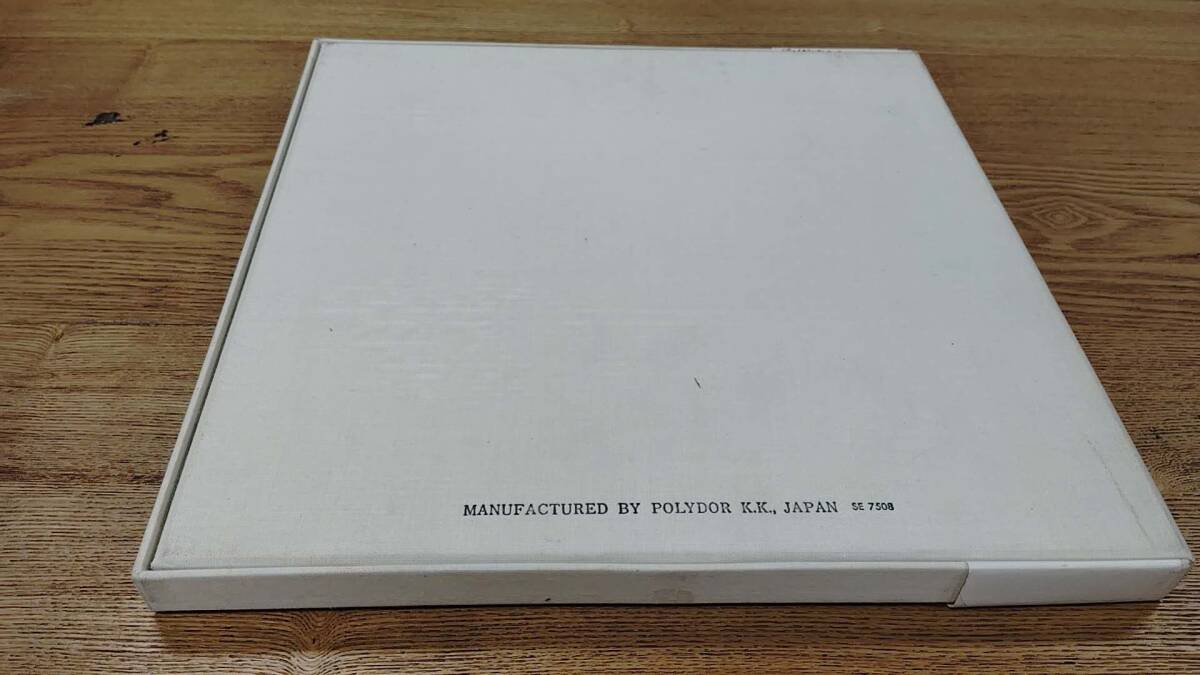 MANUFACTURED BY POLYDOR K.K., JAPAN SE 7508